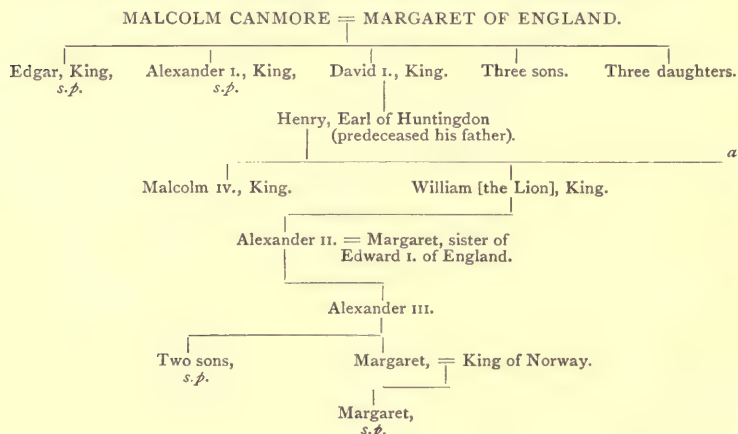 MALCOLM CANMORE = MARGARET OF ENGLAND.
Edgar, King, Alexander I., King, David I., King. Three sons. Three daughters.
s.p. s.p.
Henry, Earl of Huntingdon
(predeceased his father).
a
Malcolm IV., King. William [the Lion], King.
Alexander II. = Margaret, sister of
Edward I. of England.
Alexander III.
Two sons, Margaret, = King of Norway.
s.p.
Margaret,
s.p.